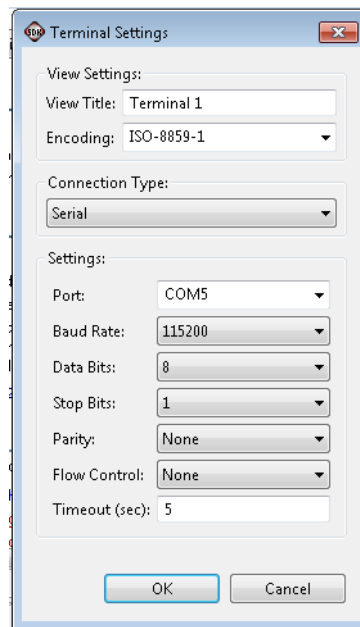 SDK Terminal Settings
View Settings:
View Title: Terminal 1
Encoding: ISO-8859-1
Connection Type:
Serial
Settings:
Port: COM5
Baud Rate: 115200
Data Bits: 8
Stop Bits: 1
Parity: None
Flow Control: None
Timeout (sec): 5
OK Cancel